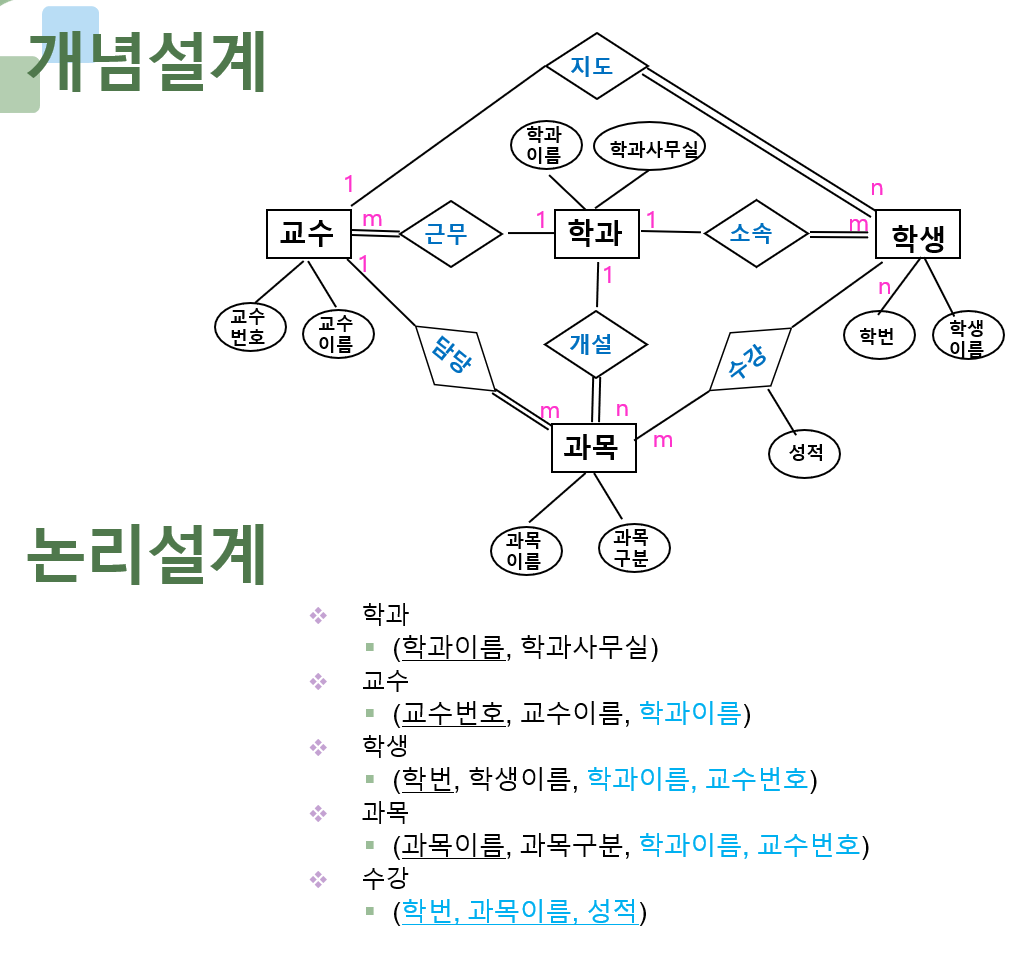 개념설계
지도
학과
이름
학과사무실
1
n
m
1
1
m
교수
근무
학과
소속
학생
1
1
n
교수
번호
교수
이름
담당
개설
수강
학번
학생
이름
m
n
m
과목
성적
과목
이름
과목
구분
논리설계
학과
(학과이름, 학과사무실)
교수
(교수번호, 교수이름, 학과이름)
학생
(학번, 학생이름, 학과이름, 교수번호)
과목
(과목이름, 과목구분, 학과이름, 교수번호)
수강
(학번, 과목이름, 성적)